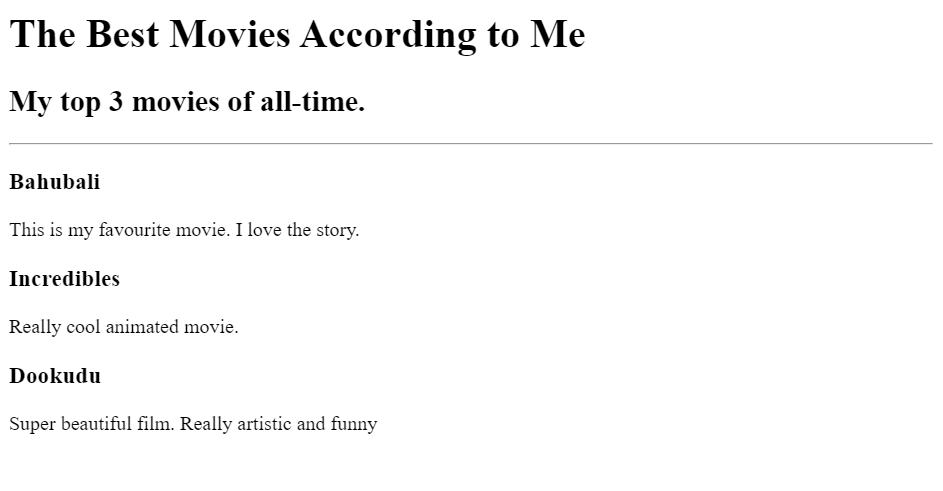 The Best Movies According to Me
My top 3 movies of all-time.
Bahubali
This is my favourite movie. I love the story.
Incredibles
Really cool animated movie.
Dookudu
Super beautiful film. Really artistic and funny